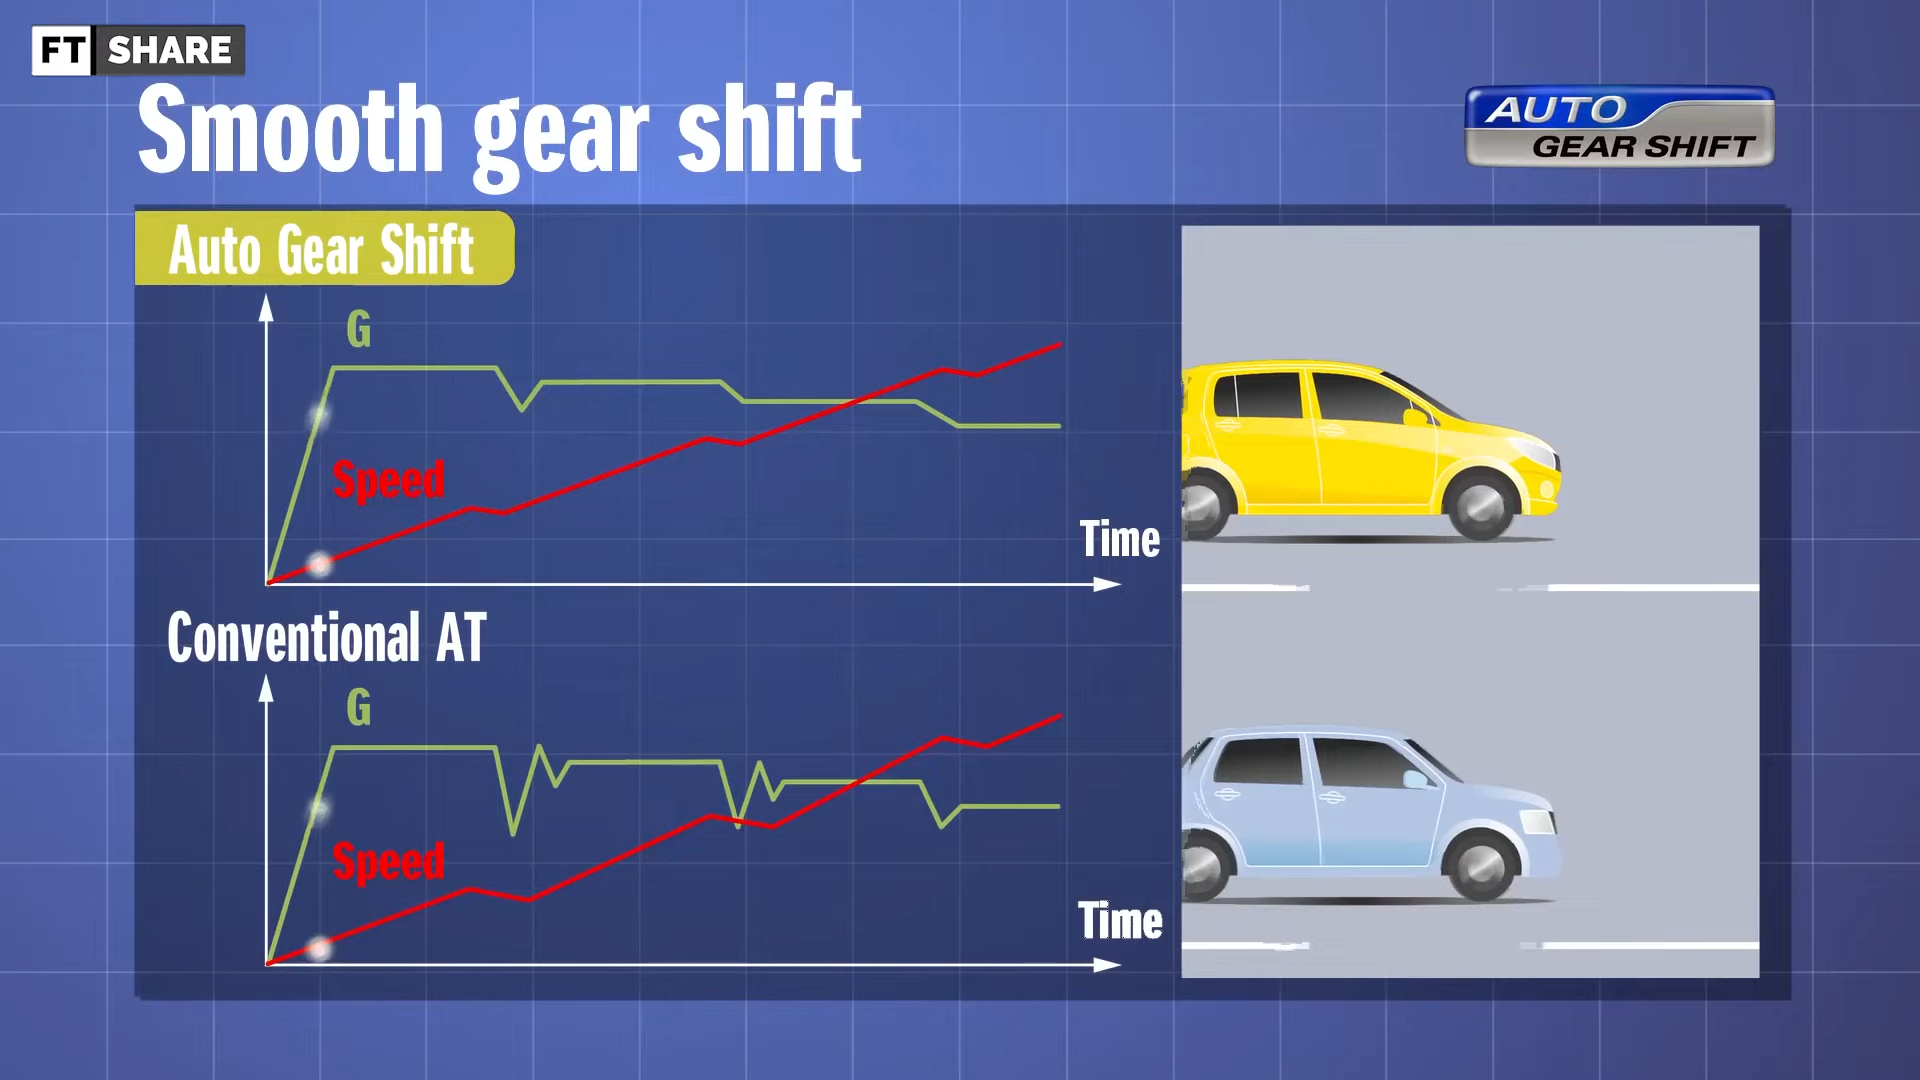 FT SHARE
Smooth gear shift
AUTO
GEAR SHIFT
Auto Gear Shift
G
Speed
Time
Conventional AT
G
Speed
Time